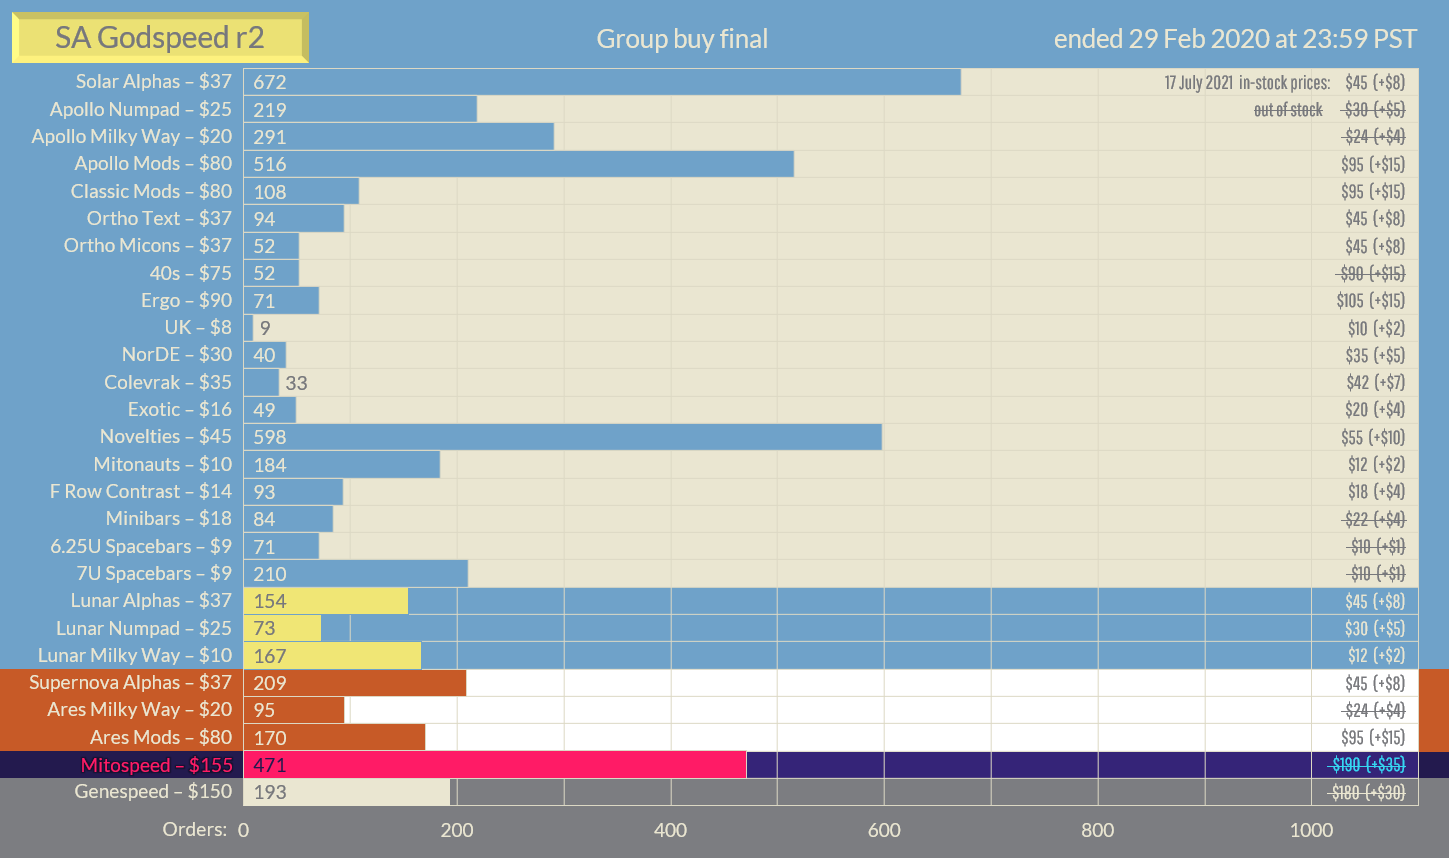 SA Godspeed r2 Group buy final ended 29 Feb 2020 at 23:59 PST
Solar Alphas – $37 672 17 July 2021 in-stock prices: $45 (+$8)
Apollo Numpad – $25 219 out of stock $30 (+$5)
Apollo Milky Way – $20 291 $24 (+$4)
Apollo Mods – $80 516 $95 (+$15)
Classic Mods – $80 108 $95 (+$15)
Ortho Text – $37 94 $45 (+$8)
Ortho Micons – $37 52 $45 (+$8)
40s – $75 52 $90 (+$15)
Ergo – $90 71 $105 (+$15)
UK – $8 9 $10 (+$2)
NorDE – $30 40 $35 (+$5)
Colevrak – $35 33 $42 (+$7)
Exotic – $16 49 $20 (+$4)
Novelties – $45 598 $55 (+$10)
Mitonauts – $10 184 $12 (+$2)
F Row Contrast – $14 93 $18 (+$4)
Minibars – $18 84 $22 (+$4)
6.25U Spacebars – $9 71 $10 (+$1)
7U Spacebars – $9 210 $10 (+$1)
Lunar Alphas – $37 154 $45 (+$8)
Lunar Numpad – $25 73 $30 (+$5)
Lunar Milky Way – $10 167 $12 (+$2)
Supernova Alphas – $37 209 $45 (+$8)
Ares Milky Way – $20 95 $24 (+$4)
Ares Mods – $80 170 $95 (+$15)
Mitospeed – $155 471 $190 (+$35)
Genespeed – $150 193 $180 (+$30)
Orders: 0 200 400 600 800 1000